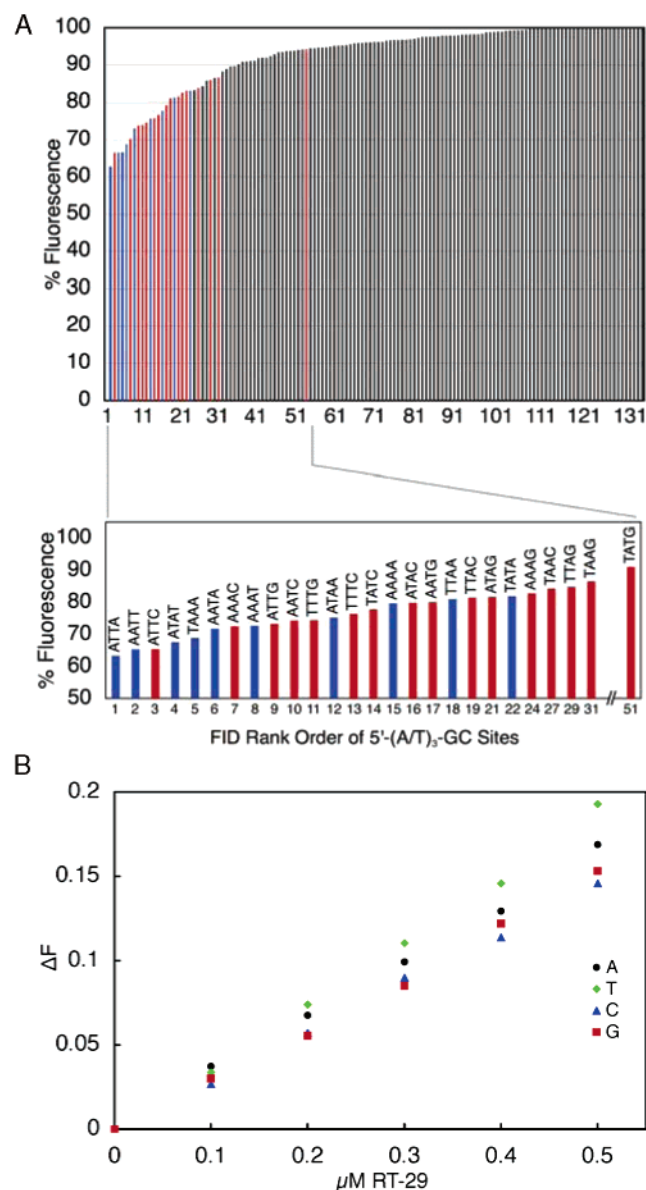 A
100
90
80
70
60
50
40
30
20
10
0
% Fluorescence
1 11 21 31 41 51 61 71 81 91 101 111 121 131
100
90
80
70
60
50
% Fluorescence
ATTA AATT ATTC ATAT TAAA AATA AAAC AAAT ATTG AATC TTTG ATAA TTTC TATC AAAA ATAC AATG TTAA TTAC ATAG TATA AAAG TAAC TTAG TAAG TATG
1 2 3 4 5 6 7 8 9 10 11 12 13 14 15 16 17 18 19 21 22 24 27 29 31 // 51
FID Rank Order of 5'-(A/T)₃-GC Sites
B
0.2
0.15
0.1
0.05
0
ΔF
A
T
C
G
0 0.1 0.2 0.3 0.4 0.5
µM RT-29